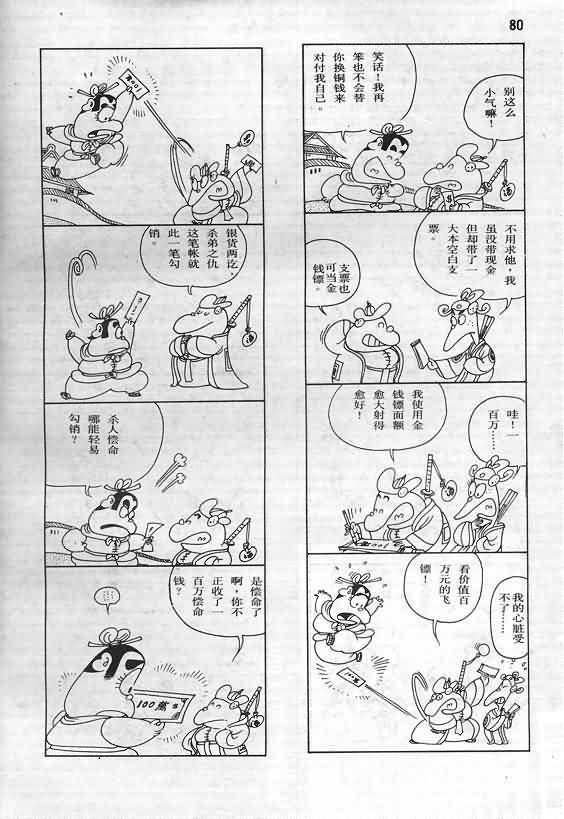 80
别这么
小气嘛！
笑话！我再
笨也不会替
你换铜钱来
对付我自己。
不用求他，我
虽没带现金
但却带了一
大本空白支
票。
支票也
可当金
钱镖。
哇！一
百万……
我使用金
钱镖面额
愈大射得
愈好！
我的心脏受
不了……
看价值百
万元的飞
镖！
银货两讫，
杀弟之仇
这笔帐就
此一笔勾
销。
杀人偿命
哪能轻易
勾销？
是偿命了
啊，你不
正收了一
百万偿命
钱？
……
100萬